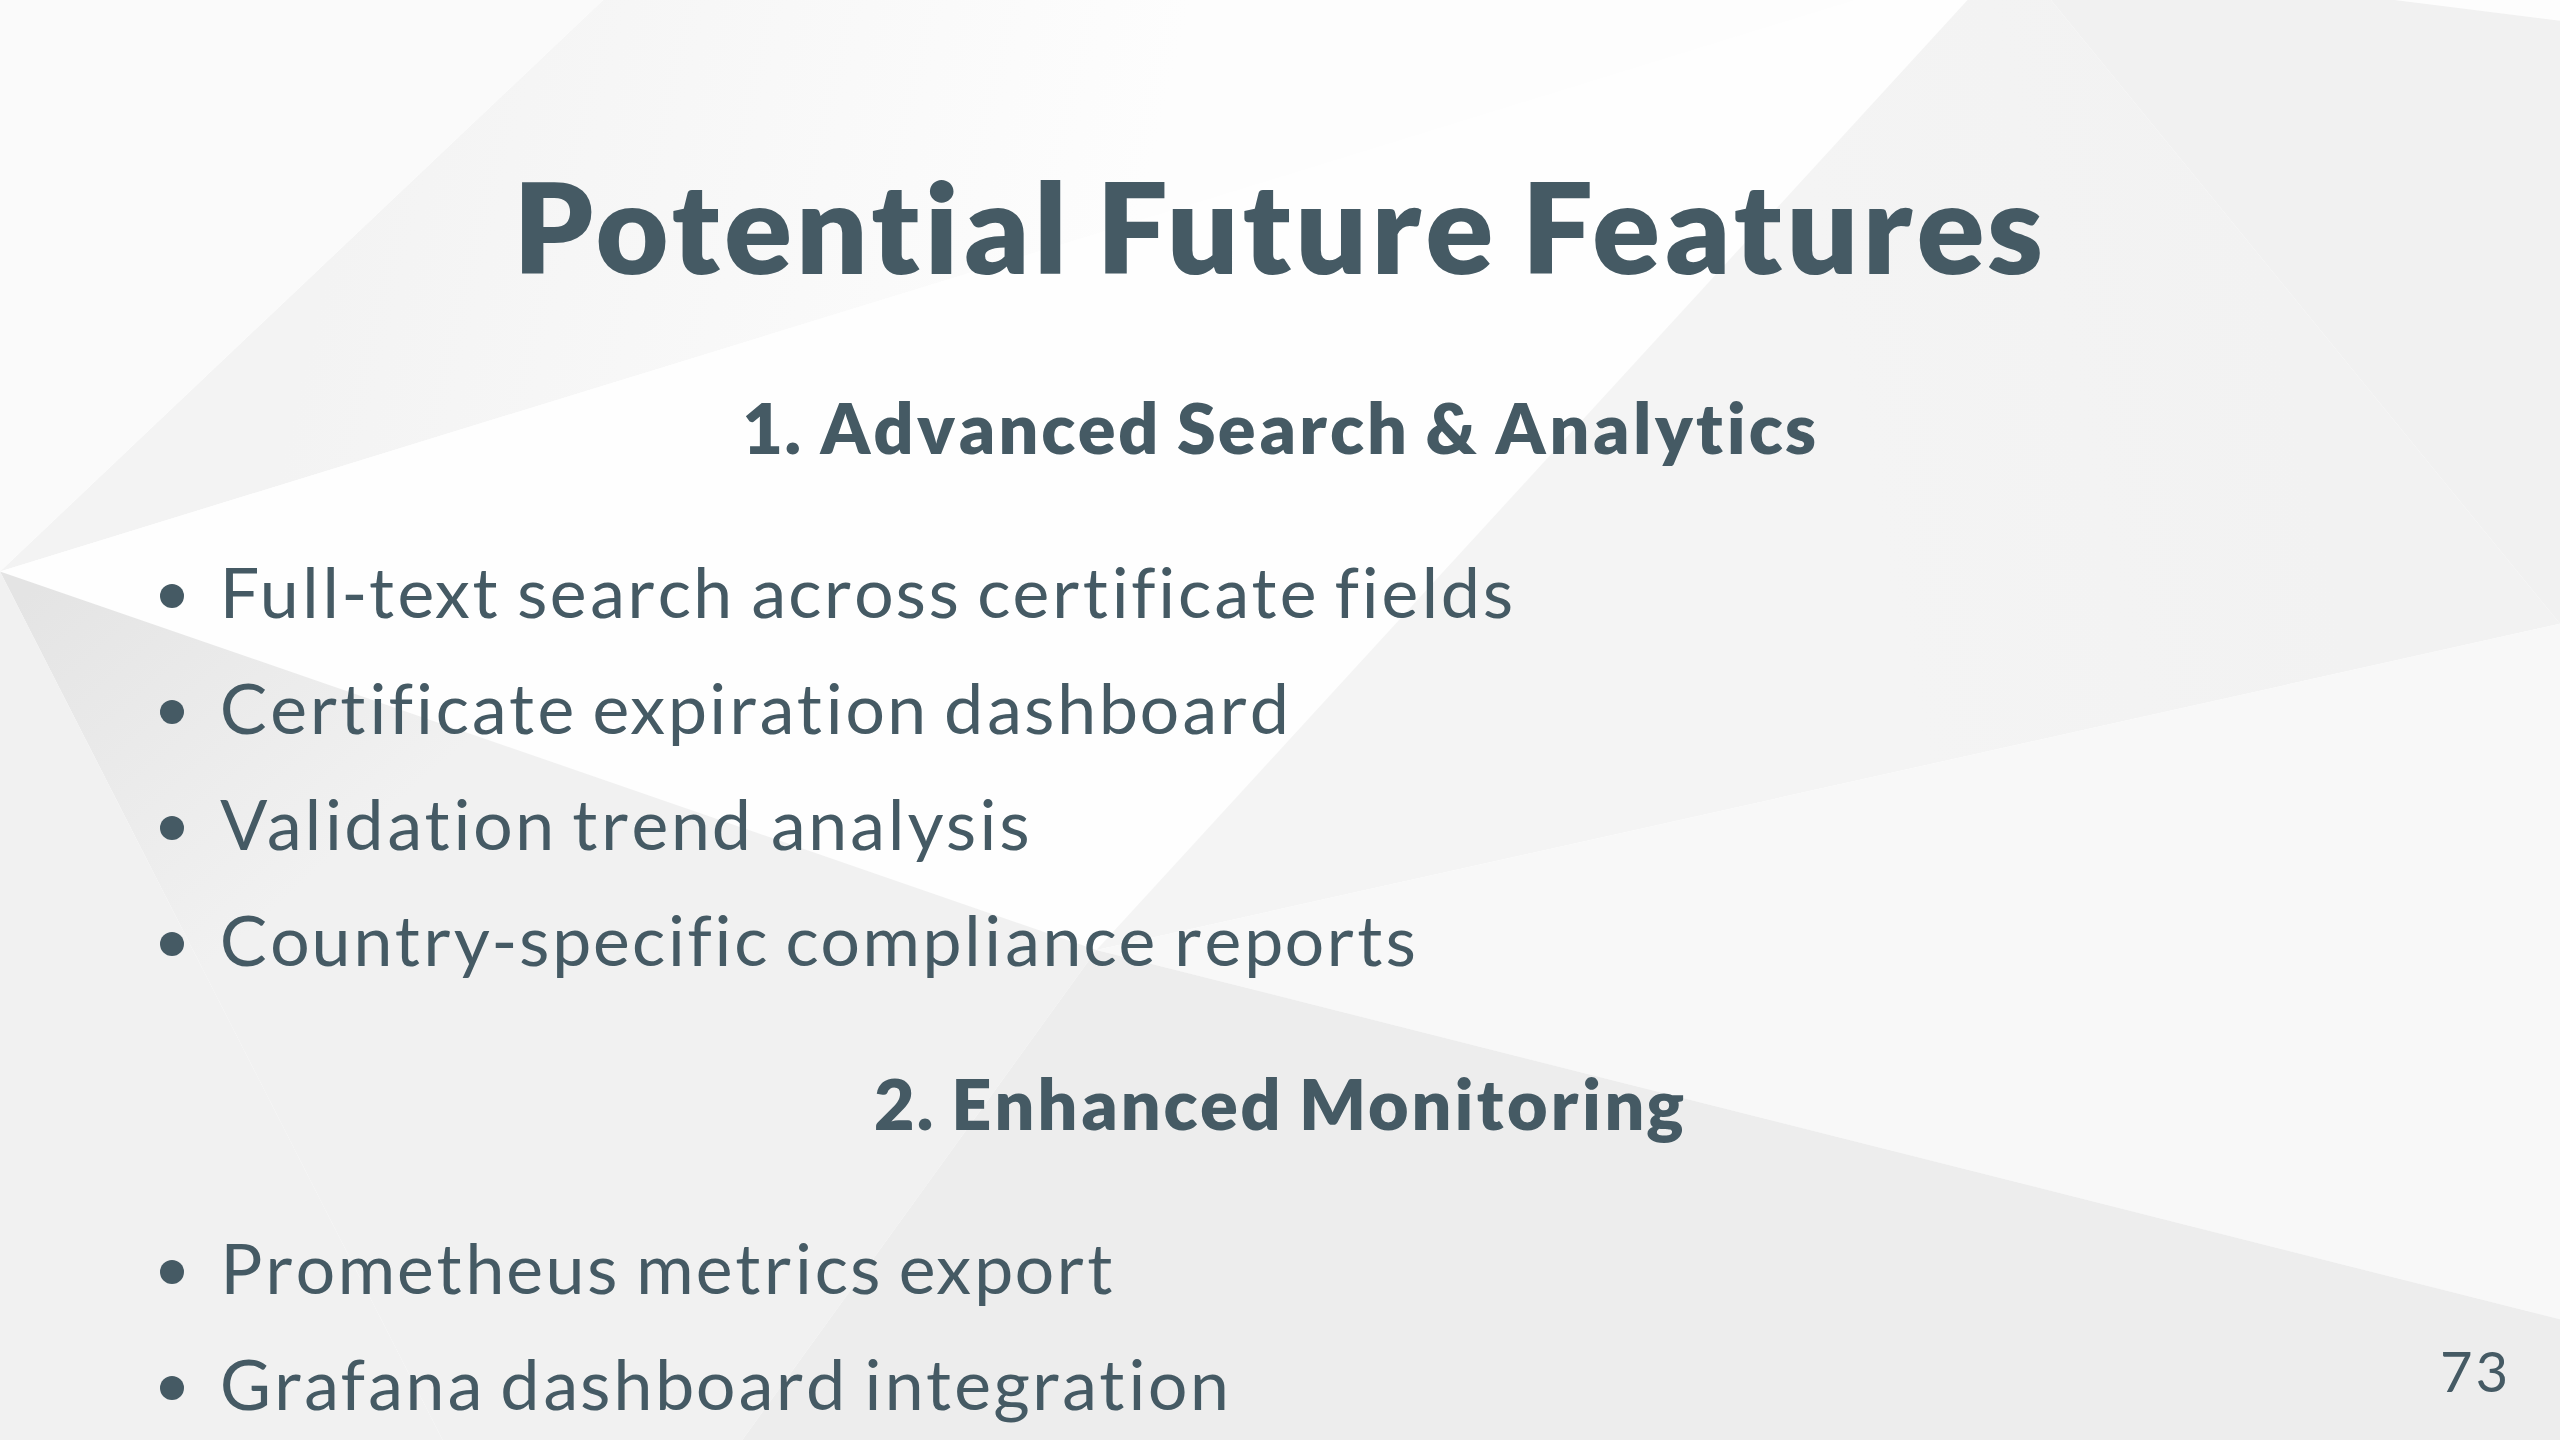 Potential Future Features
1. Advanced Search & Analytics
• Full-text search across certificate fields
• Certificate expiration dashboard
• Validation trend analysis
• Country-specific compliance reports
2. Enhanced Monitoring
• Prometheus metrics export
• Grafana dashboard integration
73